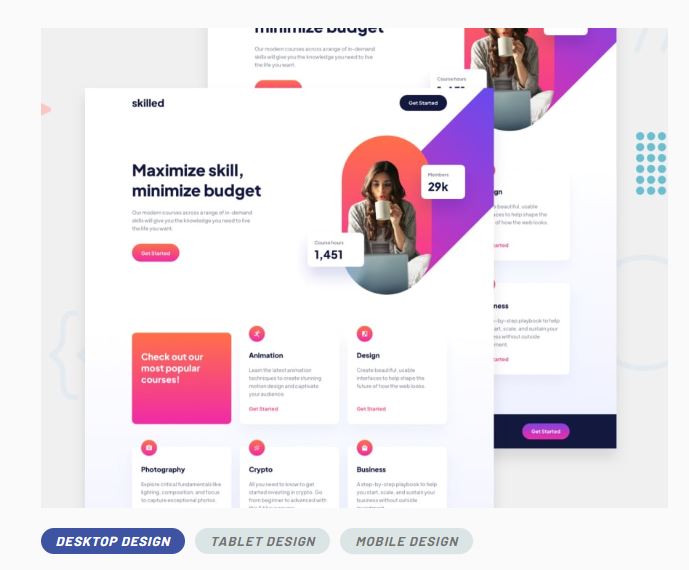 minimize budget
Our modern courses across a range of in-demand
skills will give you the knowledge you need to live
the life you want.
Course hours
skilled
Get Started
Maximize skill,
minimize budget
Our modern courses across a range of in-demand
skills will give you the knowledge you need to live
the life you want.
Get Started
Members
29k
Course hours
1,451
gn
beautiful, usable
ces to help shape the
of how the web looks.
arted
ness
-by-step playbook to help
art, scale, and sustain your
ess without outside
ment.
arted
Get Started
Check out our
most popular
courses!
Animation
Learn the latest animation
techniques to create stunning
motion design and captivate
your audience.
Get Started
Design
Create beautiful, usable
interfaces to help shape the
future of how the web looks.
Get Started
Photography
Explore critical fundamentals like
lighting, composition, and focus
to capture exceptional photos.
Crypto
All you need to know to get
started investing in crypto. Go
from beginner to advanced with
Business
A step-by-step playbook to help
you start, scale, and sustain your
business without outside
DESKTOP DESIGN
TABLET DESIGN
MOBILE DESIGN